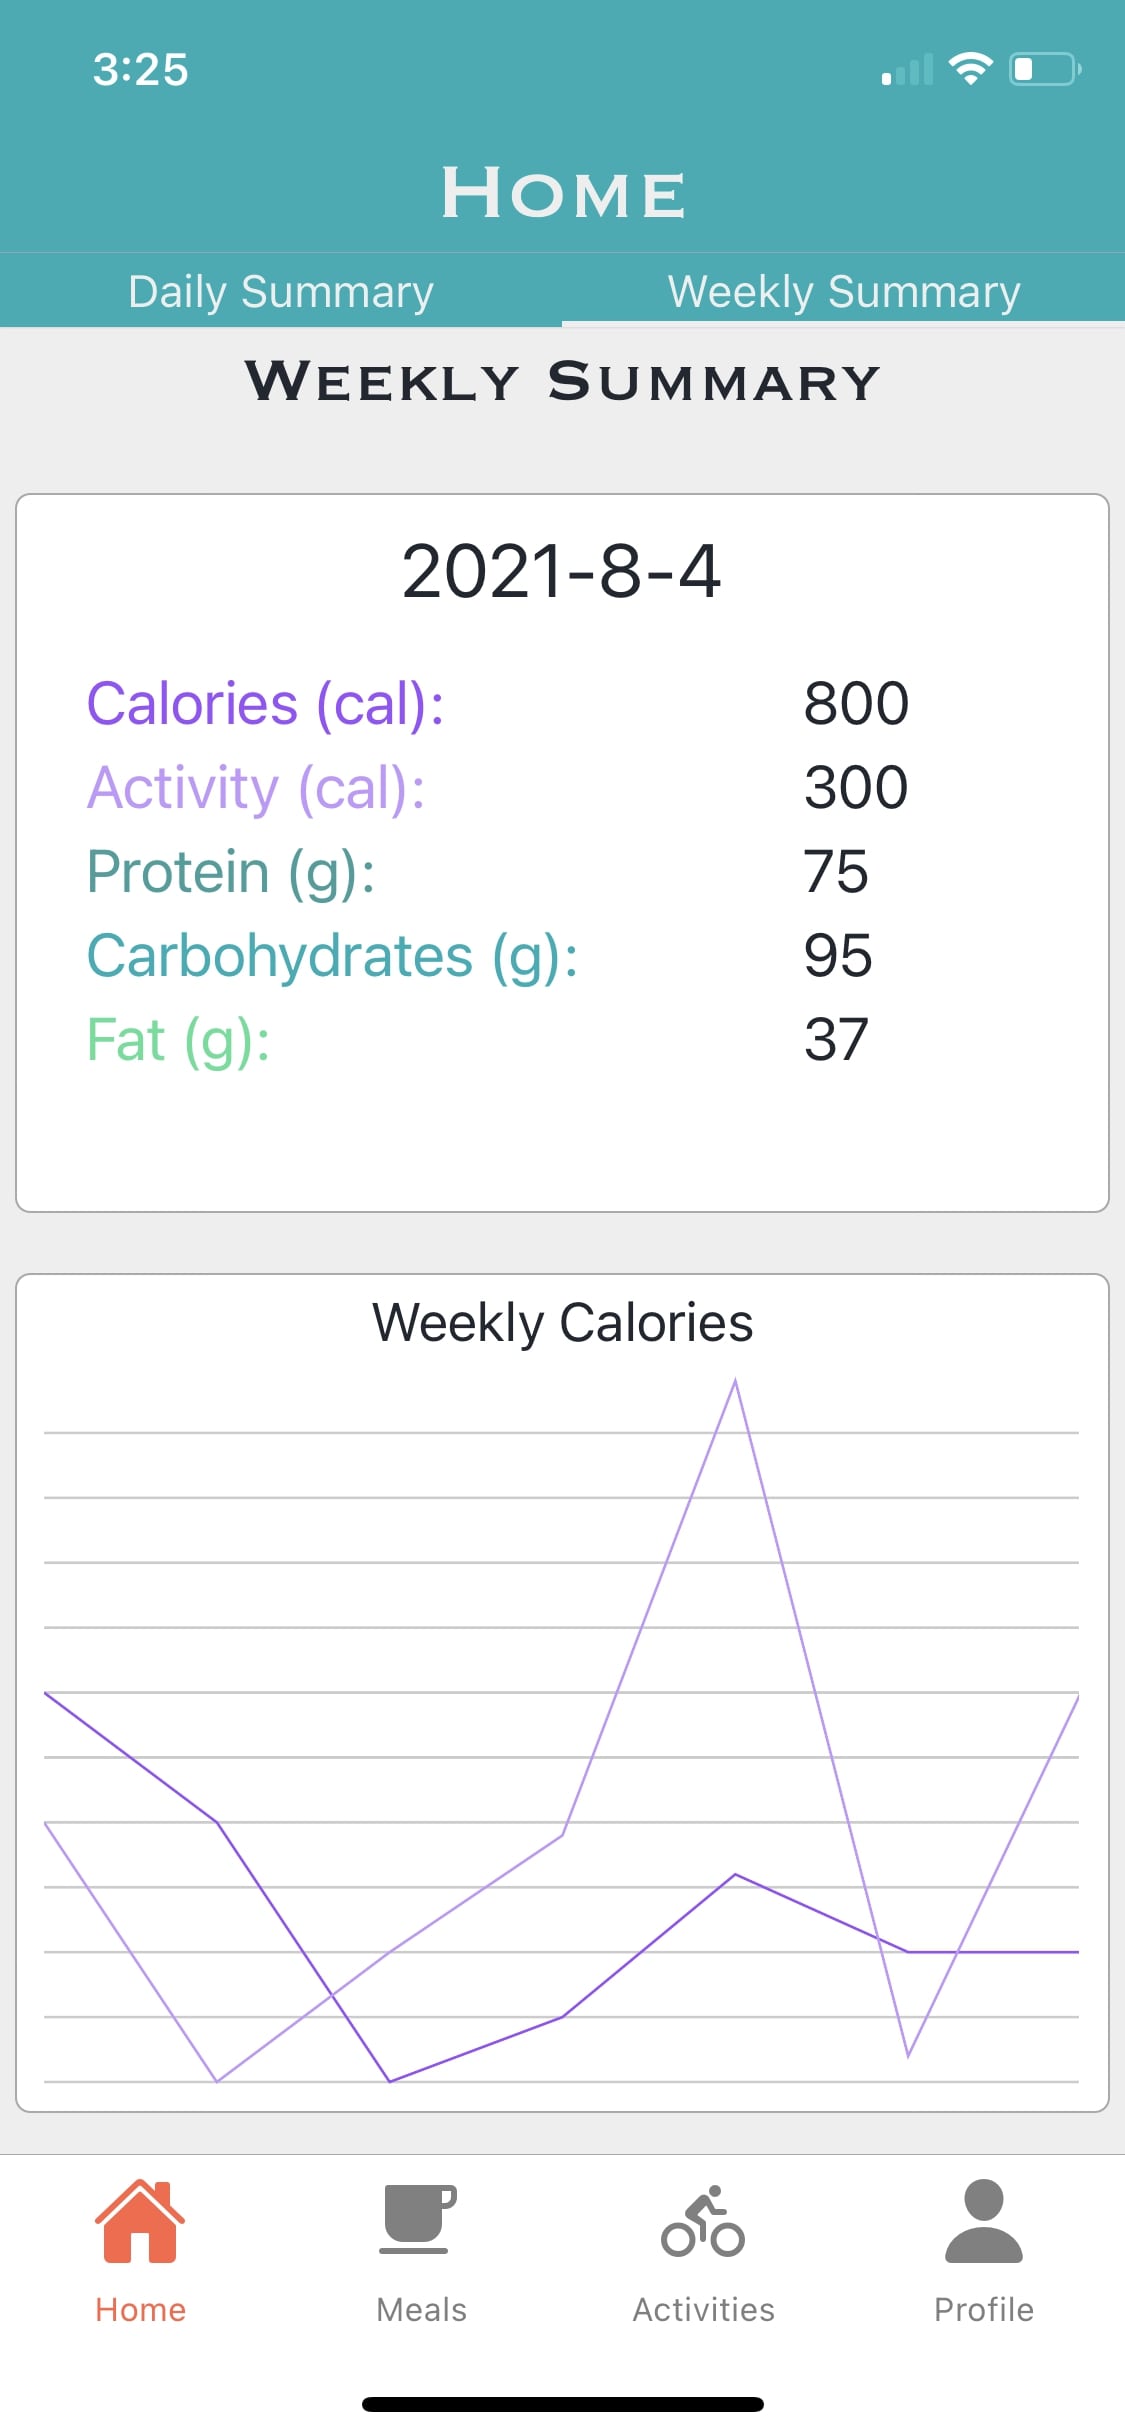 3:25
Home
Daily Summary Weekly Summary
Weekly Summary
2021-8-4
Calories (cal): 800
Activity (cal): 300
Protein (g): 75
Carbohydrates (g): 95
Fat (g): 37
Weekly Calories
Home Meals Activities Profile